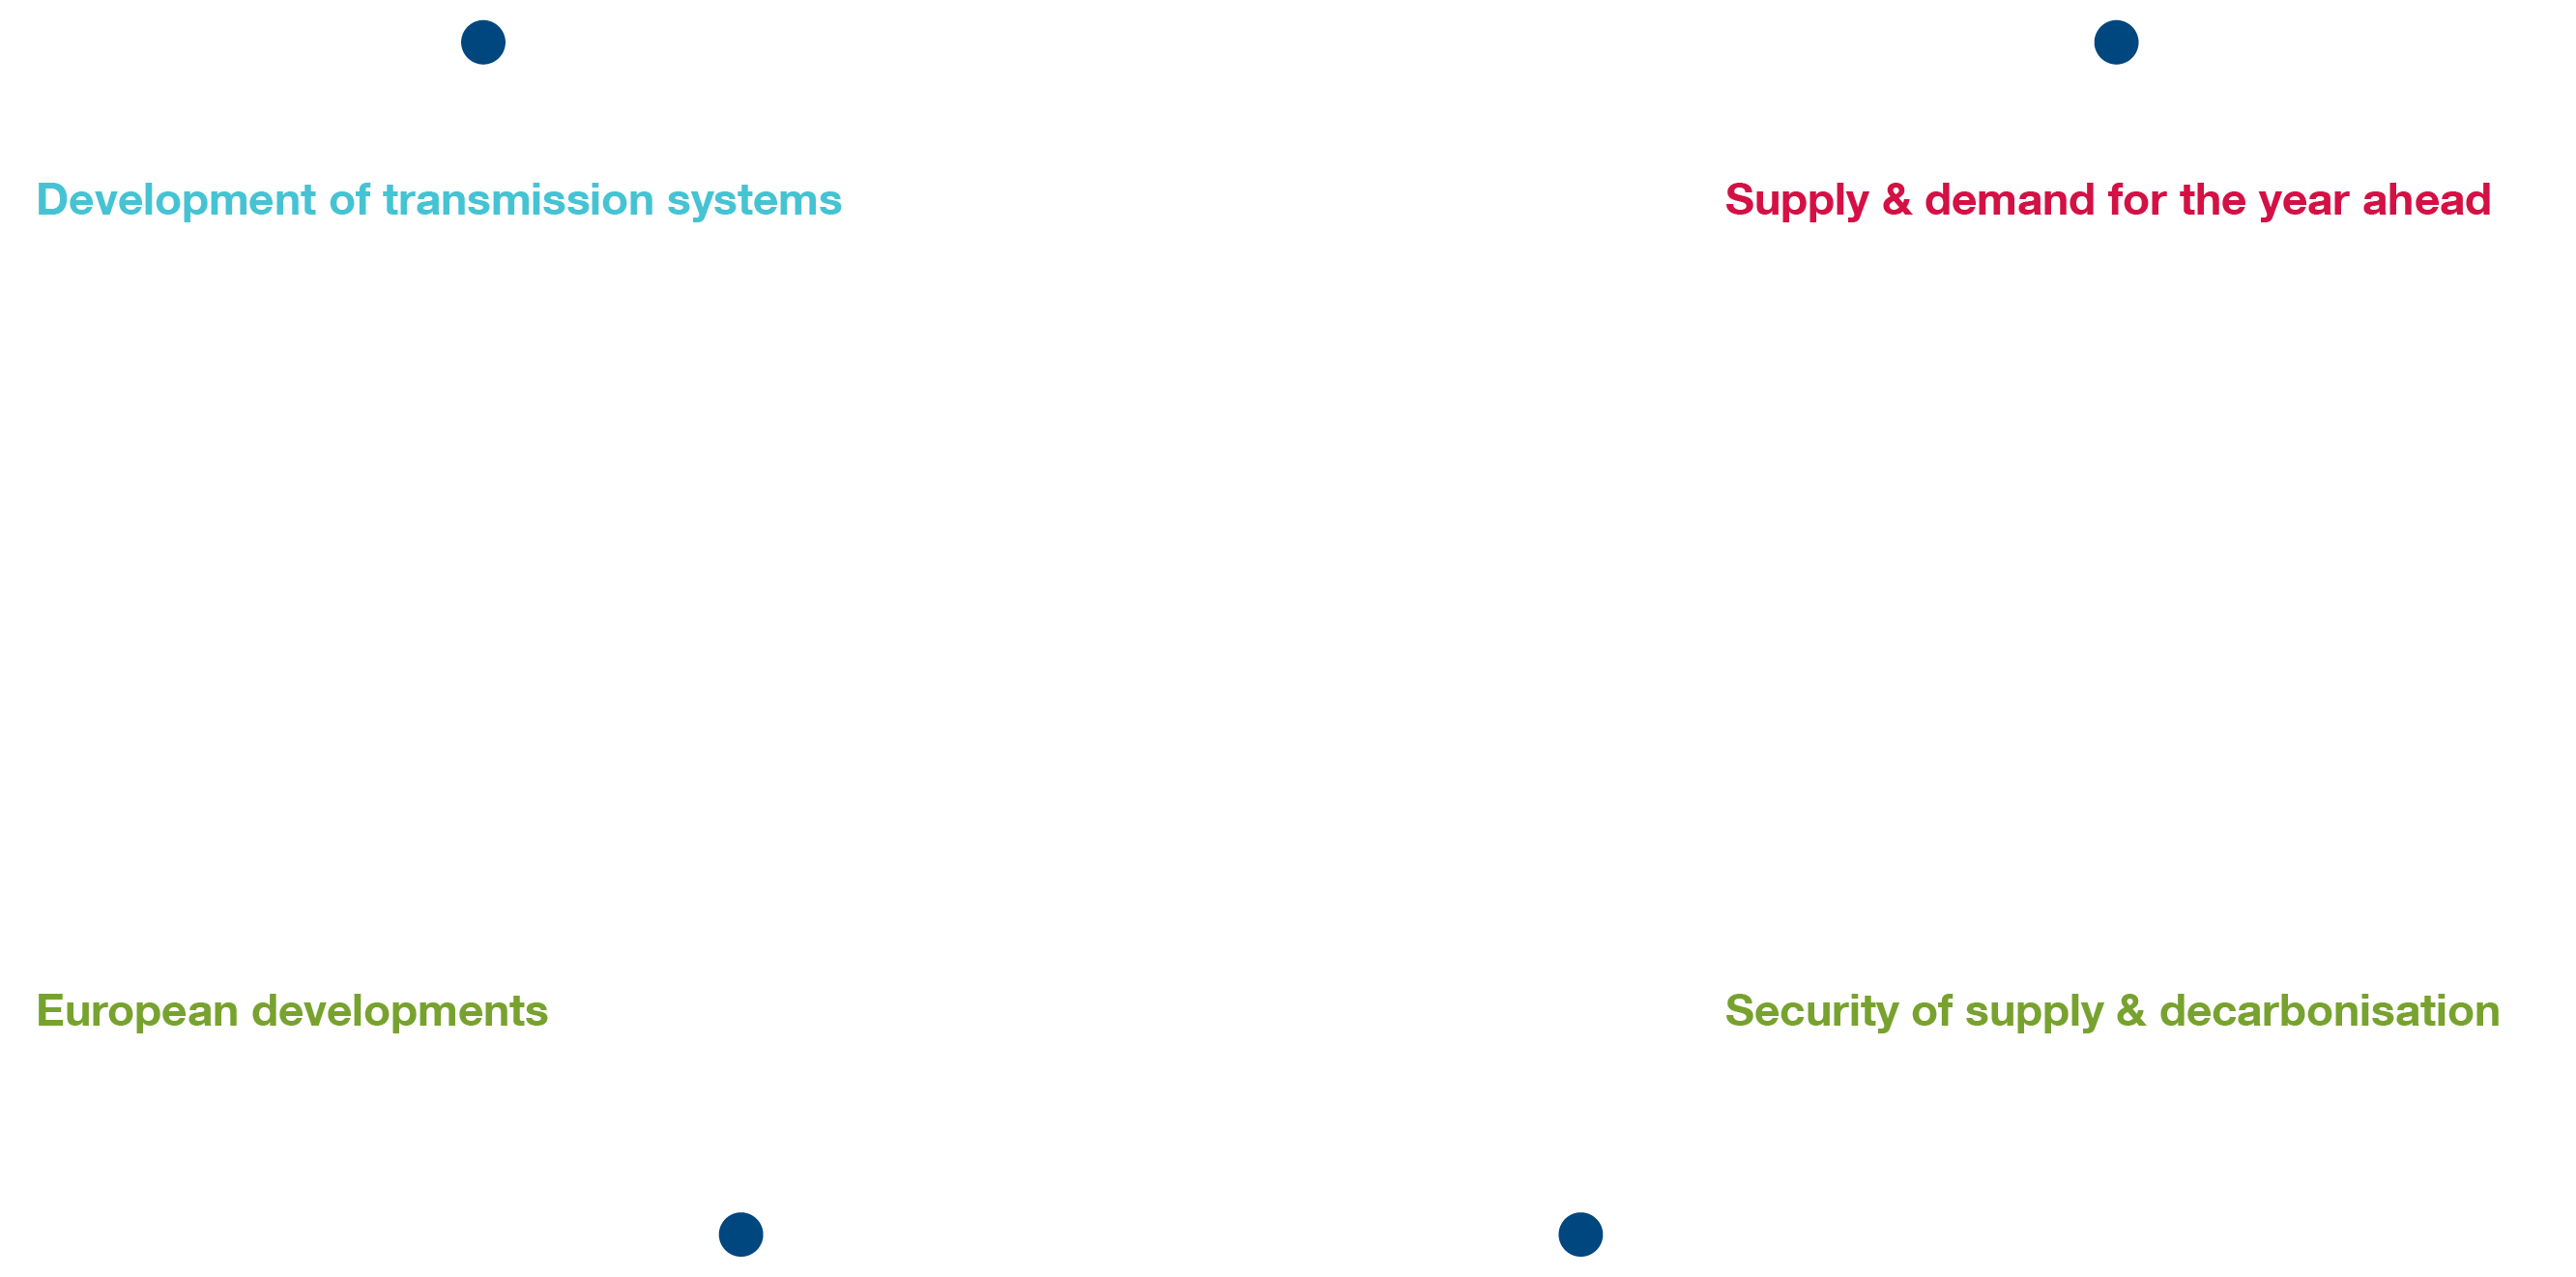 Development of transmission systems
Supply & demand for the year ahead
European developments
Security of supply & decarbonisation